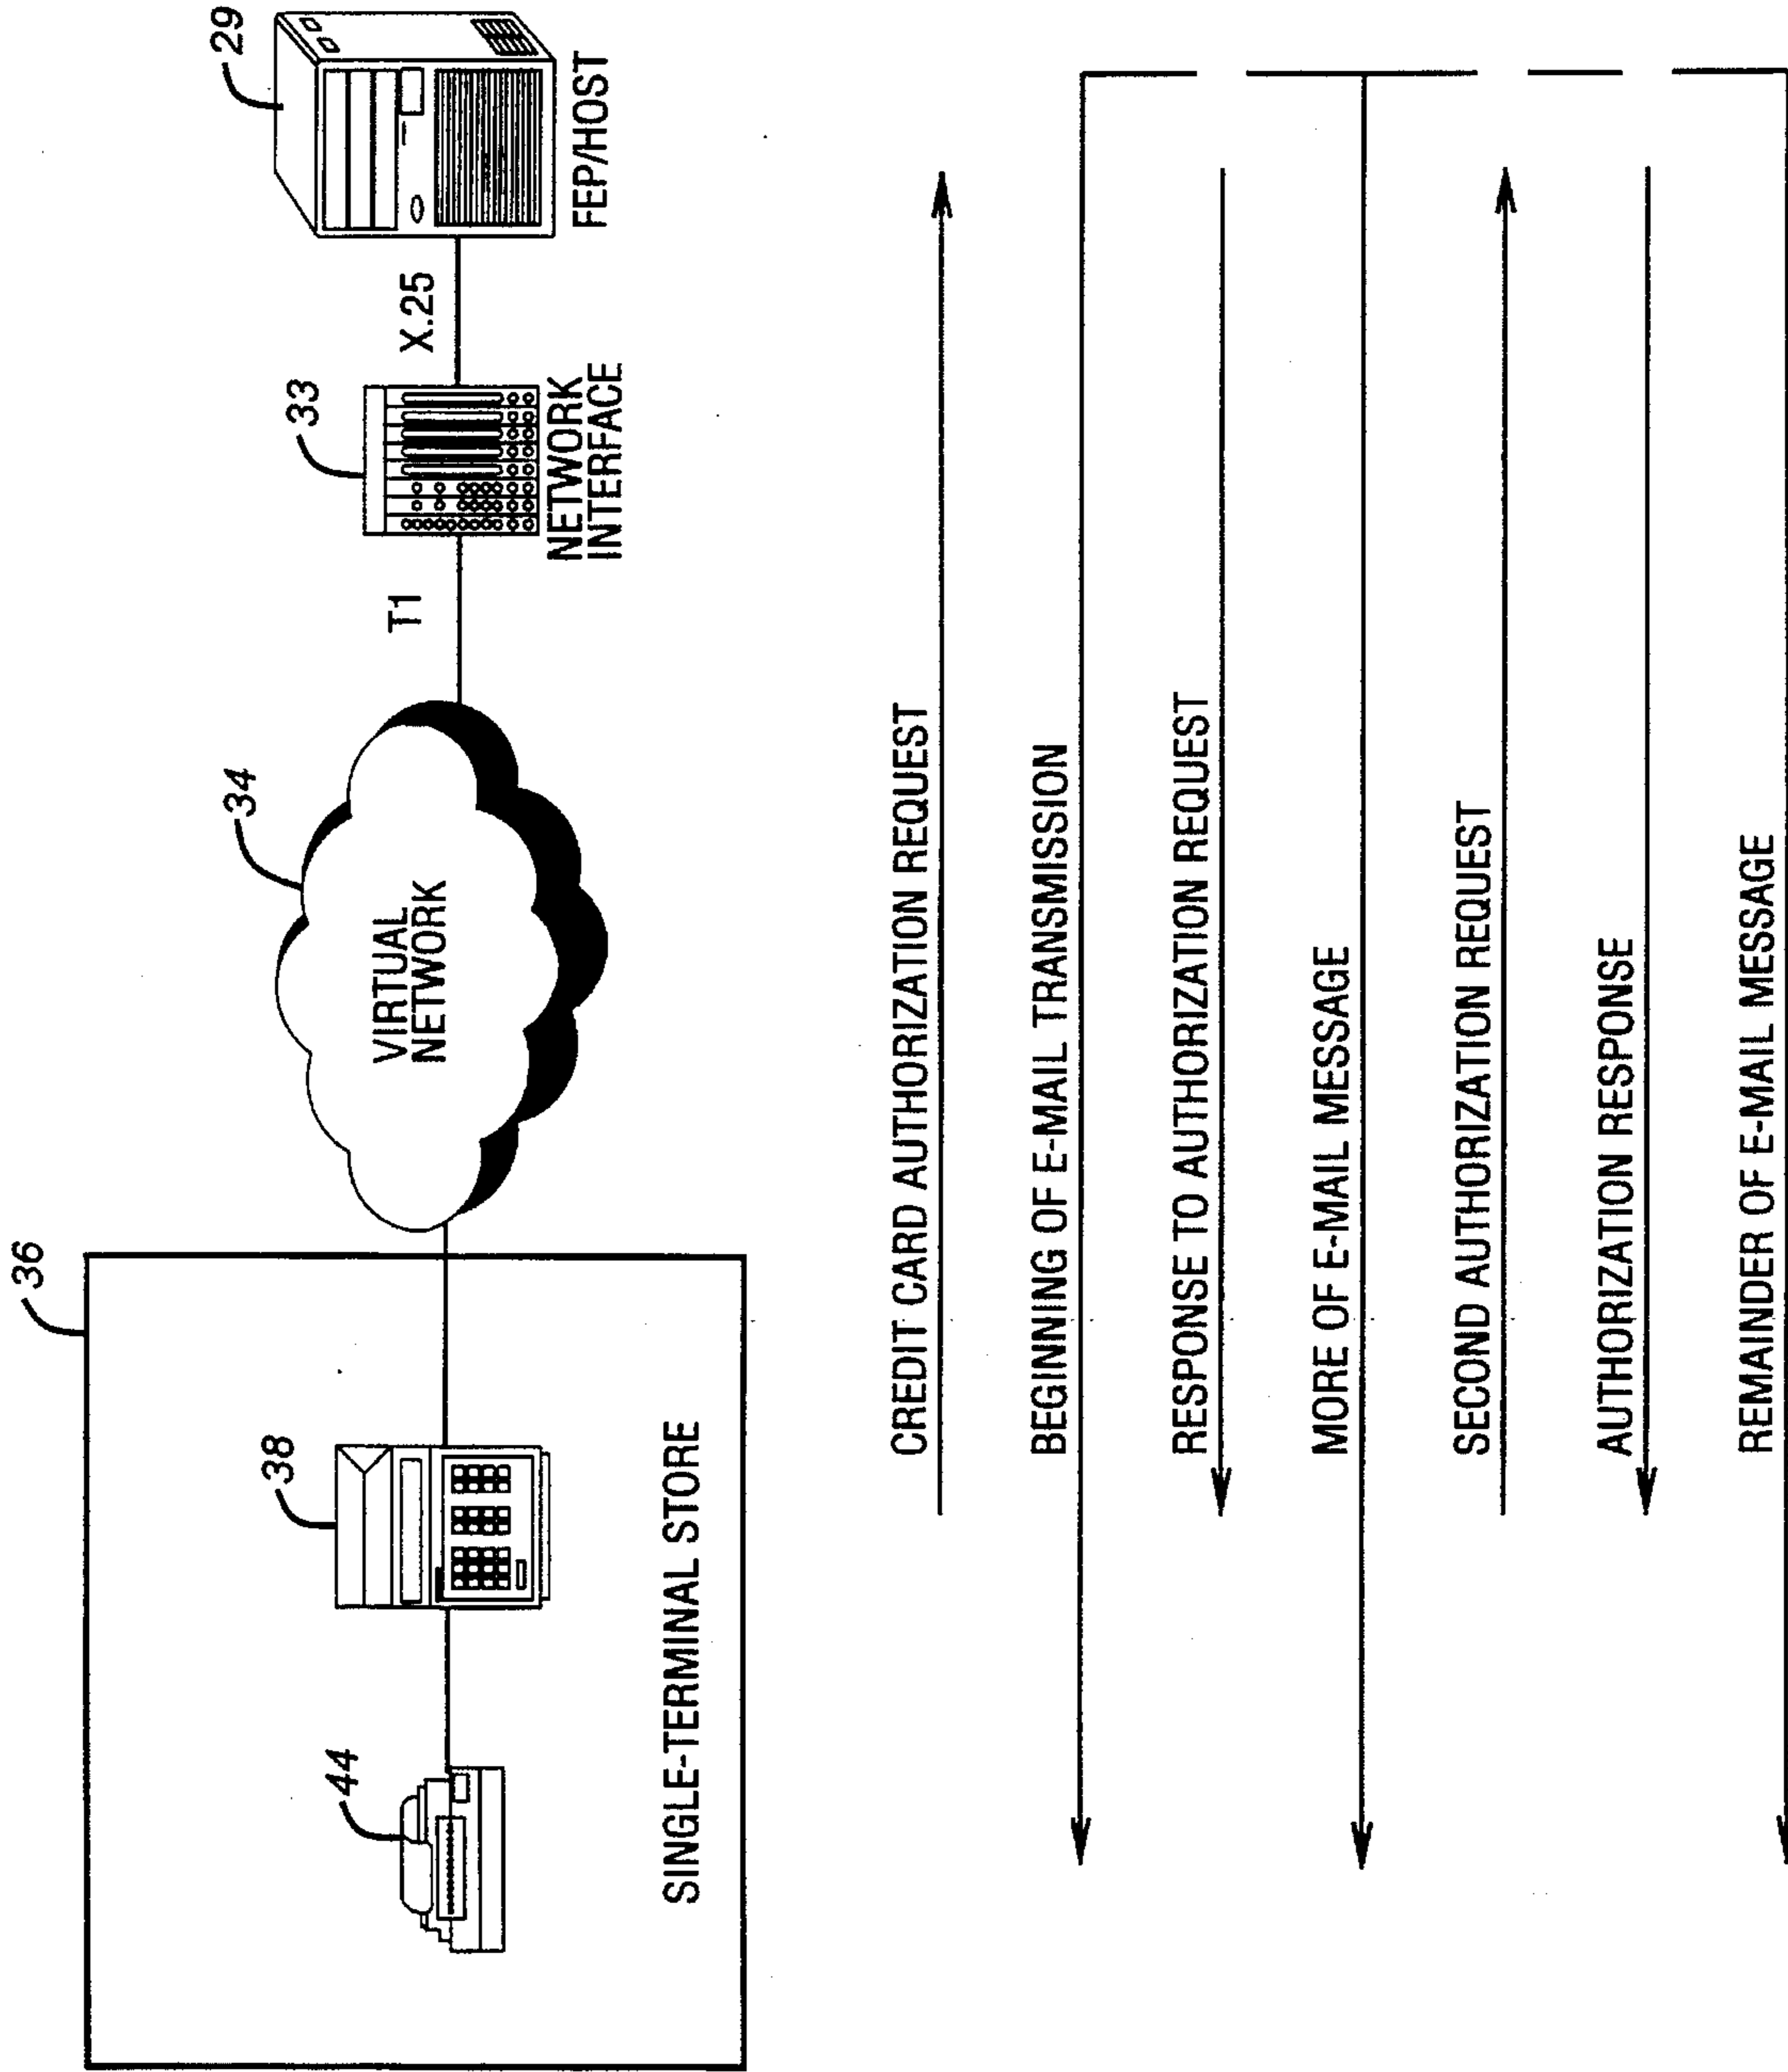 36
44
38
SINGLE-TERMINAL STORE
34
VIRTUAL
NETWORK
T1
33
NETWORK
INTERFACE
X.25
29
FEP/HOST
CREDIT CARD AUTHORIZATION REQUEST
BEGINNING OF E-MAIL TRANSMISSION
RESPONSE TO AUTHORIZATION REQUEST
MORE OF E-MAIL MESSAGE
SECOND AUTHORIZATION REQUEST
AUTHORIZATION RESPONSE
REMAINDER OF E-MAIL MESSAGE